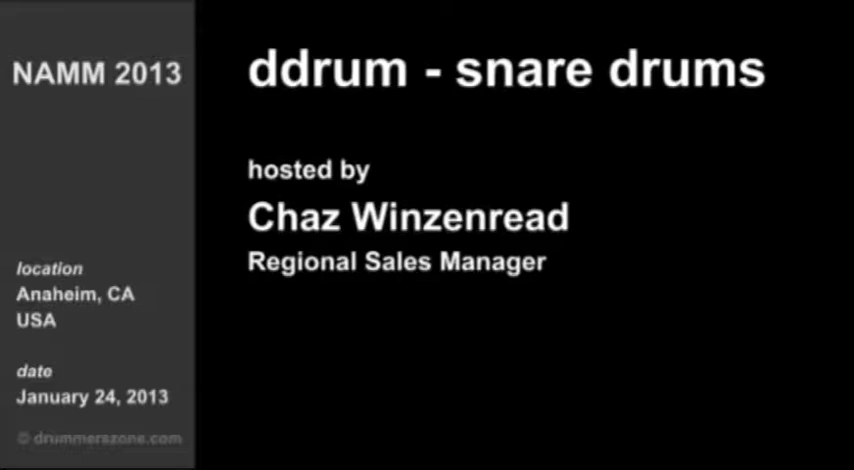 NAMM 2013
location
Anaheim, CA
USA
date
January 24, 2013
© drummerszone.com
ddrum - snare drums
hosted by
Chaz Winzenread
Regional Sales Manager